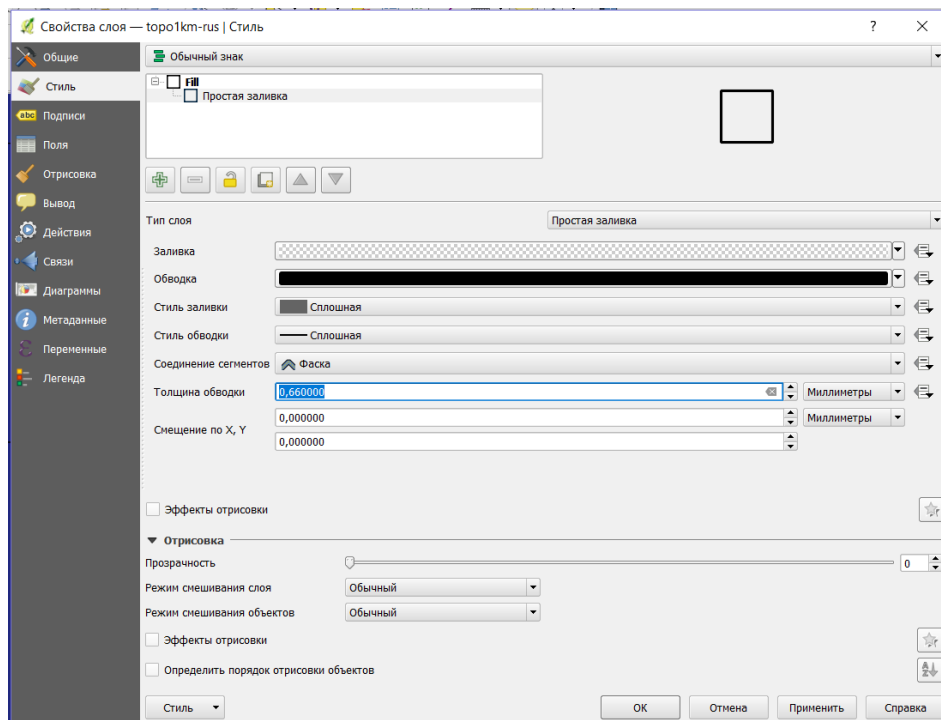 Свойства слоя — topo1km-rus | Стиль
?
Общие
Стиль
abc Подписи
Поля
Отрисовка
Вывод
Действия
Связи
Диаграммы
Метаданные
Переменные
Легенда
Обычный знак
Fill
Простая заливка
Тип слоя Простая заливка
Заливка
Обводка
Стиль заливки Сплошная
Стиль обводки Сплошная
Соединение сегментов Фаска
Толщина обводки 0,660000 Миллиметры
Смещение по X, Y 0,000000 Миллиметры
0,000000
Эффекты отрисовки
Отрисовка
Прозрачность 0
Режим смешивания слоя Обычный
Режим смешивания объектов Обычный
Эффекты отрисовки
Определить порядок отрисовки объектов
Стиль ОК Отмена Применить Справка